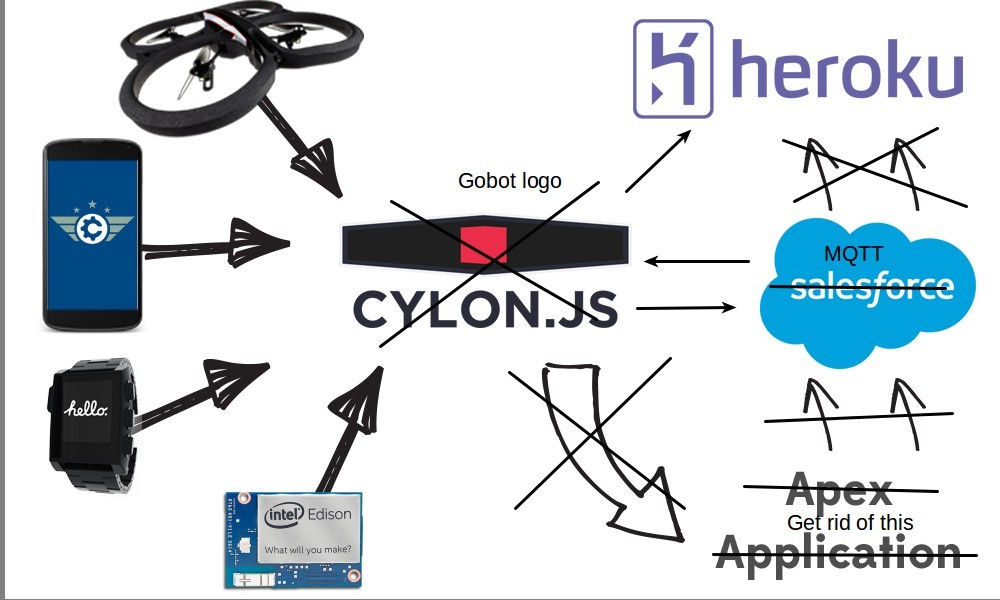 heroku
Gobot logo
MQTT
salesforce
CYLON.JS
hello.
intel Edison
What will you make?
Apex
Get rid of this
Application